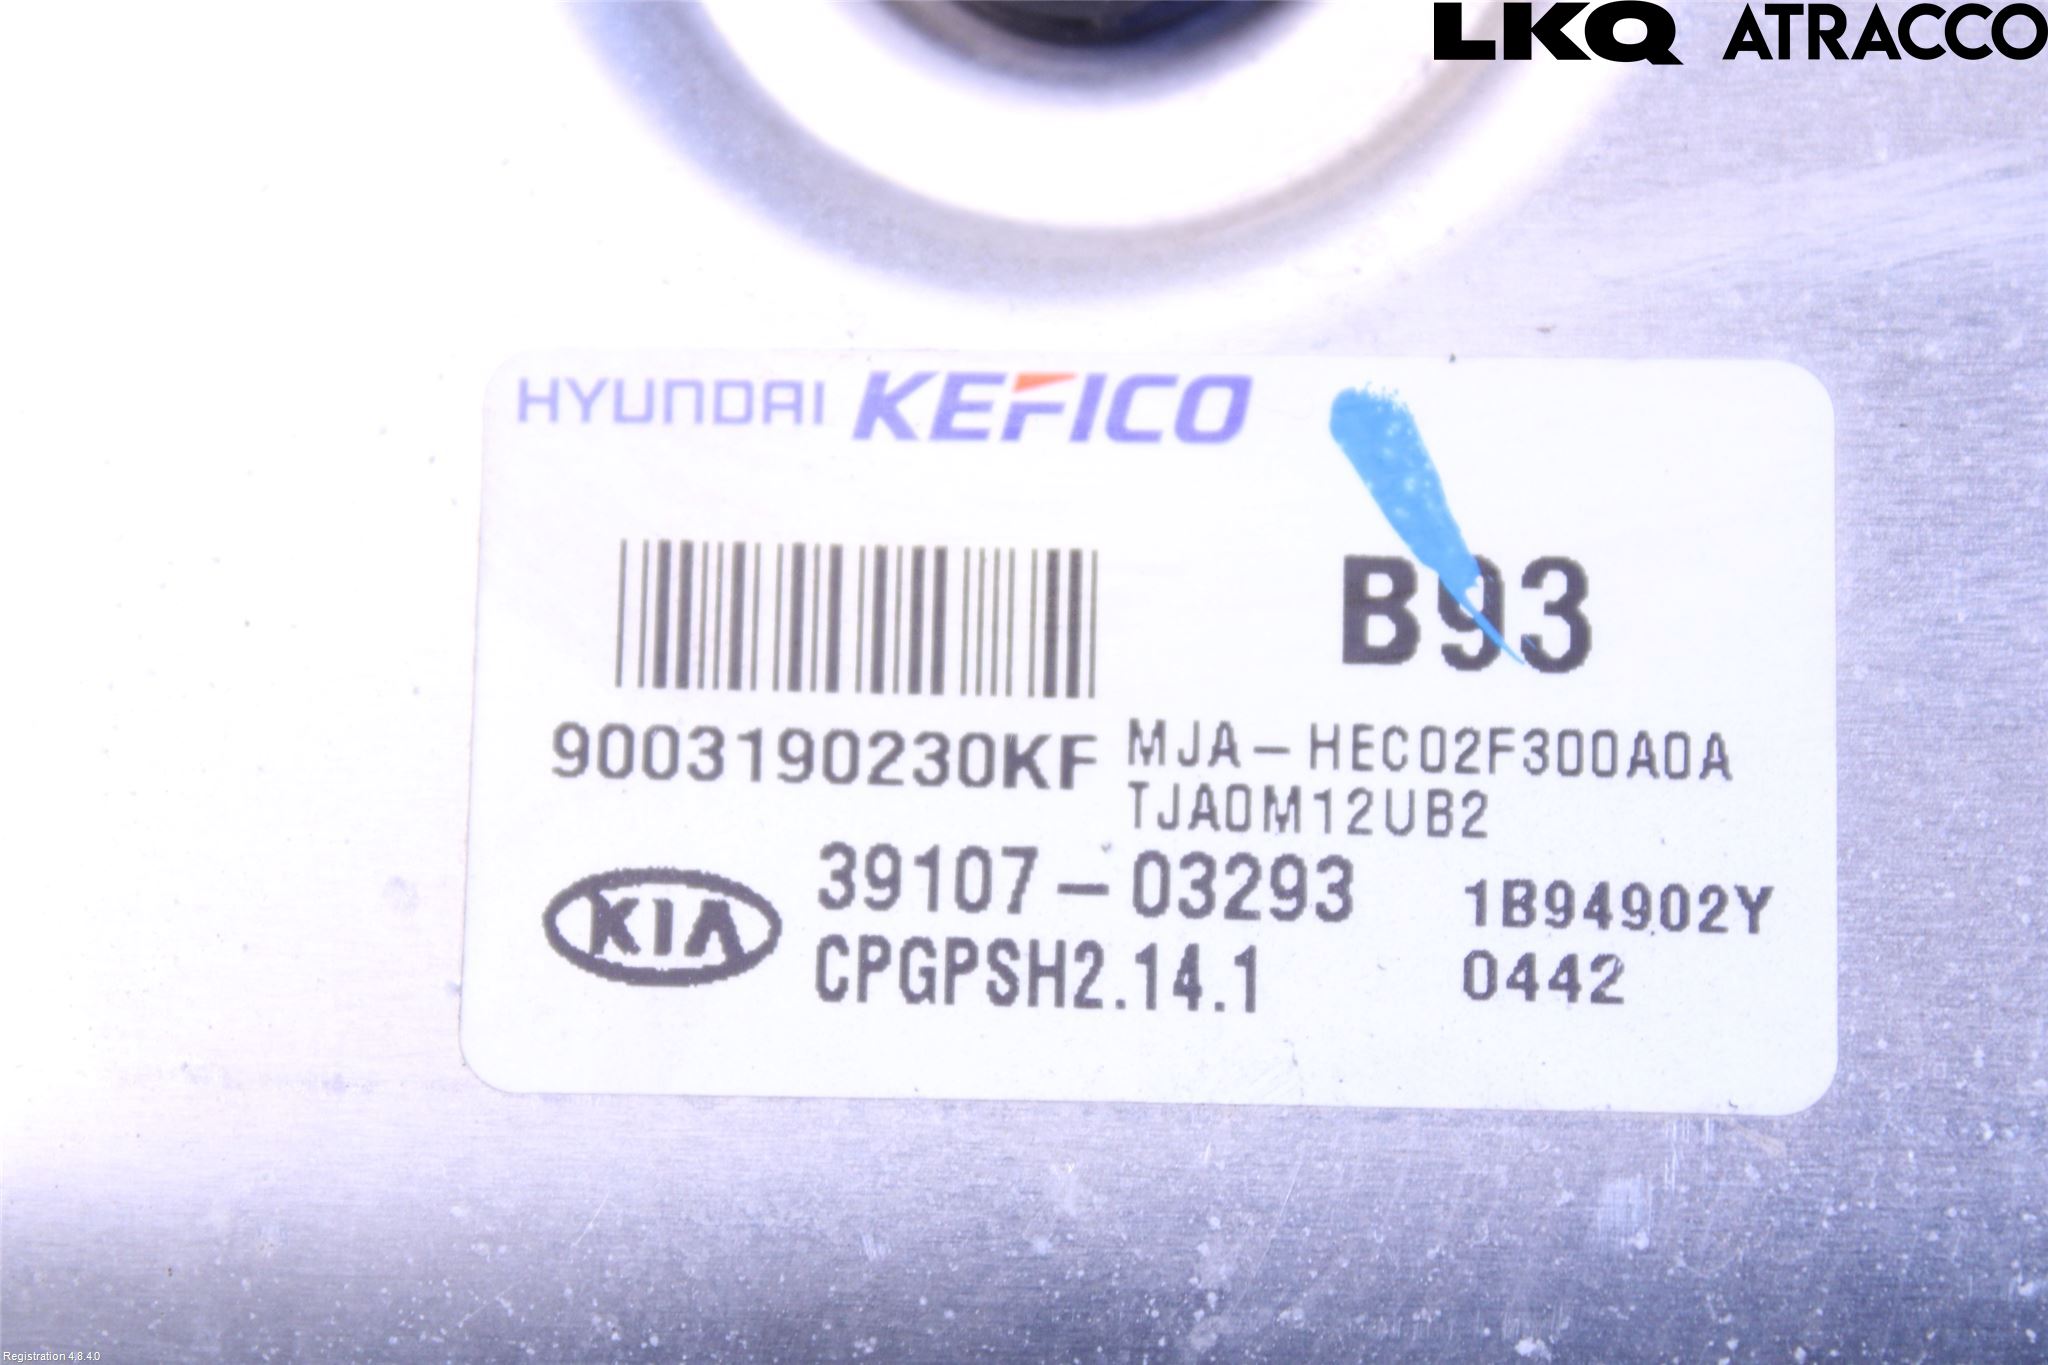 LKQ ATRACCO
HYUNDAI KEFICO
B93
9003190230KF
MJA-HEC02F300A0A
TJA0M12UB2
KIA
39107-03293
1B94902Y
CPGPSH2.14.1
0442
Registration 4.8.4.0